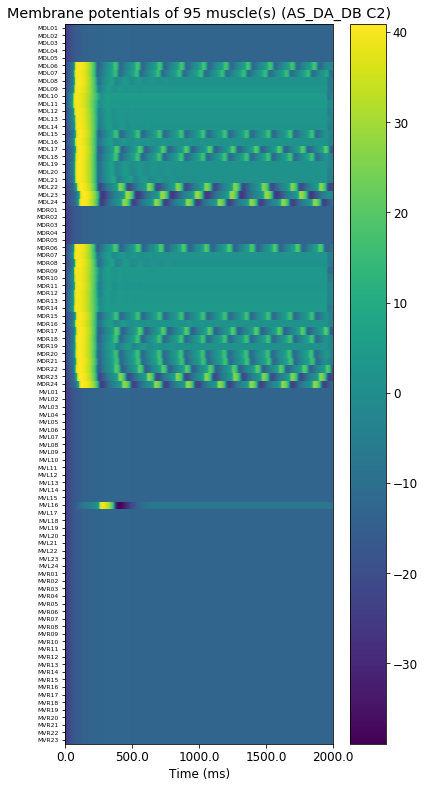 Membrane potentials of 95 muscle(s) (AS_DA_DB C2)
MDL01
MDL02
MDL03
MDL04
MDL05
MDL06
MDL07
MDL08
MDL09
MDL10
MDL11
MDL12
MDL13
MDL14
MDL15
MDL16
MDL17
MDL18
MDL19
MDL20
MDL21
MDL22
MDL23
MDL24
MDR01
MDR02
MDR03
MDR04
MDR05
MDR06
MDR07
MDR08
MDR09
MDR10
MDR11
MDR12
MDR13
MDR14
MDR15
MDR16
MDR17
MDR18
MDR19
MDR20
MDR21
MDR22
MDR23
MDR24
MVL01
MVL02
MVL03
MVL04
MVL05
MVL06
MVL07
MVL08
MVL09
MVL10
MVL11
MVL12
MVL13
MVL14
MVL15
MVL16
MVL17
MVL18
MVL19
MVL20
MVL21
MVL22
MVL23
MVL24
MVR01
MVR02
MVR03
MVR04
MVR05
MVR06
MVR07
MVR08
MVR09
MVR10
MVR11
MVR12
MVR13
MVR14
MVR15
MVR16
MVR17
MVR18
MVR19
MVR20
MVR21
MVR22
MVR23
0.0 500.0 1000.0 1500.0 2000.0
Time (ms)
40
30
20
10
0
−10
−20
−30